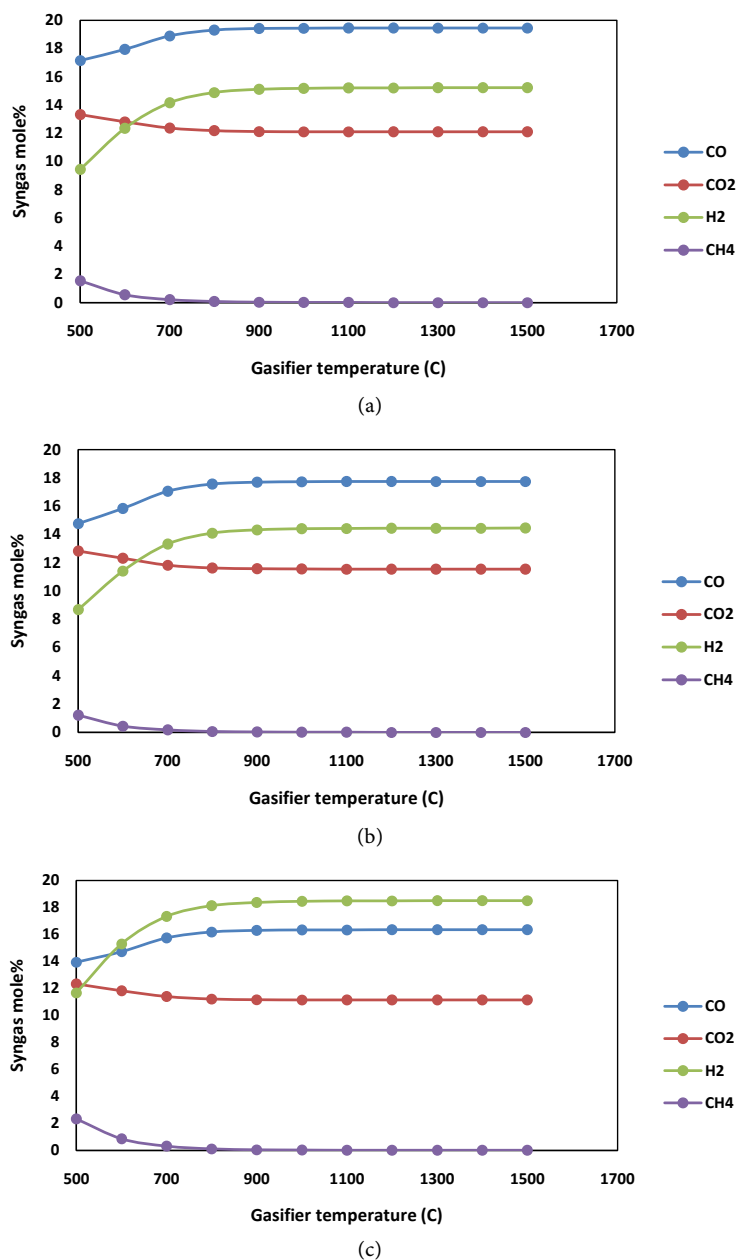 20
18
16
14
12
10
8
6
4
2
0
Syngas mole%
500 700 900 1100 1300 1500 1700
Gasifier temperature (C)
CO
CO2
H2
CH4
(a)
20
18
16
14
12
10
8
6
4
2
0
Syngas mole%
500 700 900 1100 1300 1500 1700
Gasifier temperature (C)
CO
CO2
H2
CH4
(b)
20
18
16
14
12
10
8
6
4
2
0
Syngas mole%
500 700 900 1100 1300 1500 1700
Gasifier temperature (C)
CO
CO2
H2
CH4
(c)